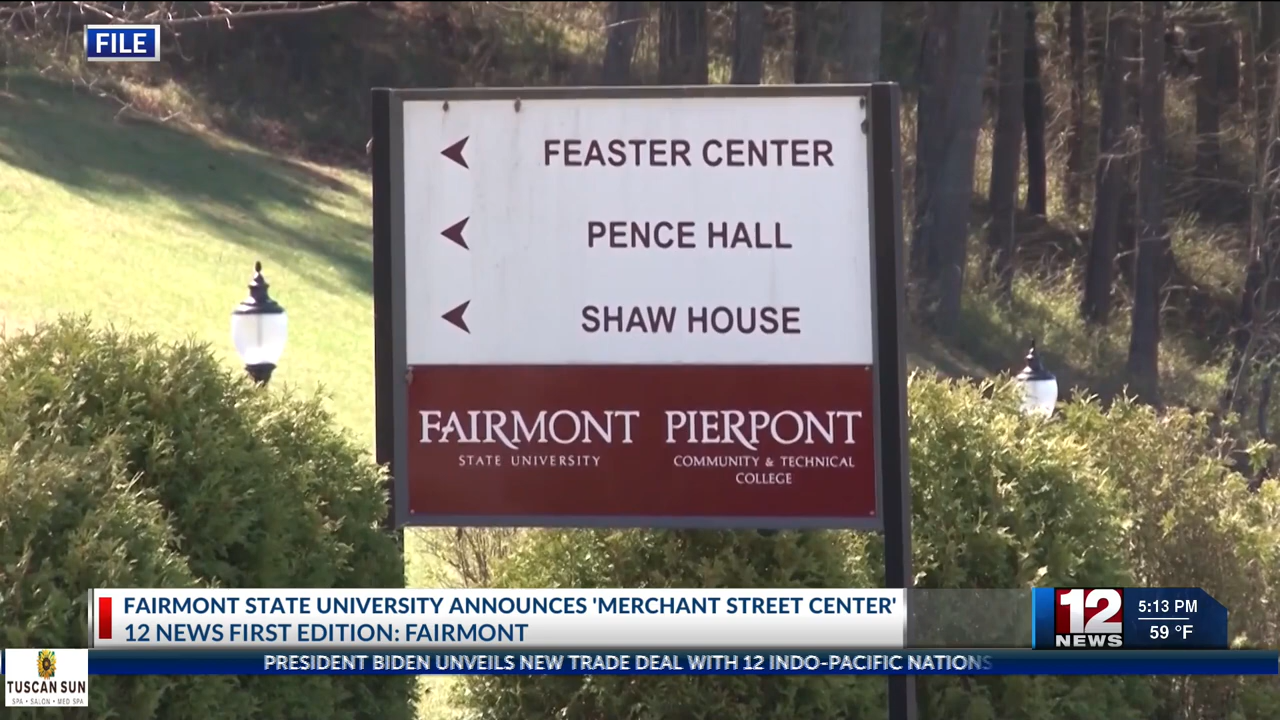 FILE
FEASTER CENTER
PENCE HALL
SHAW HOUSE
FAIRMONT
STATE UNIVERSITY
PIERPONT
COMMUNITY & TECHNICAL
COLLEGE
FAIRMONT STATE UNIVERSITY ANNOUNCES 'MERCHANT STREET CENTER'
12 NEWS FIRST EDITION: FAIRMONT
12
NEWS
5:13 PM
59 °F
TUSCAN SUN
SPA • SALON • MED SPA
PRESIDENT BIDEN UNVEILS NEW TRADE DEAL WITH 12 INDO-PACIFIC NATIONS